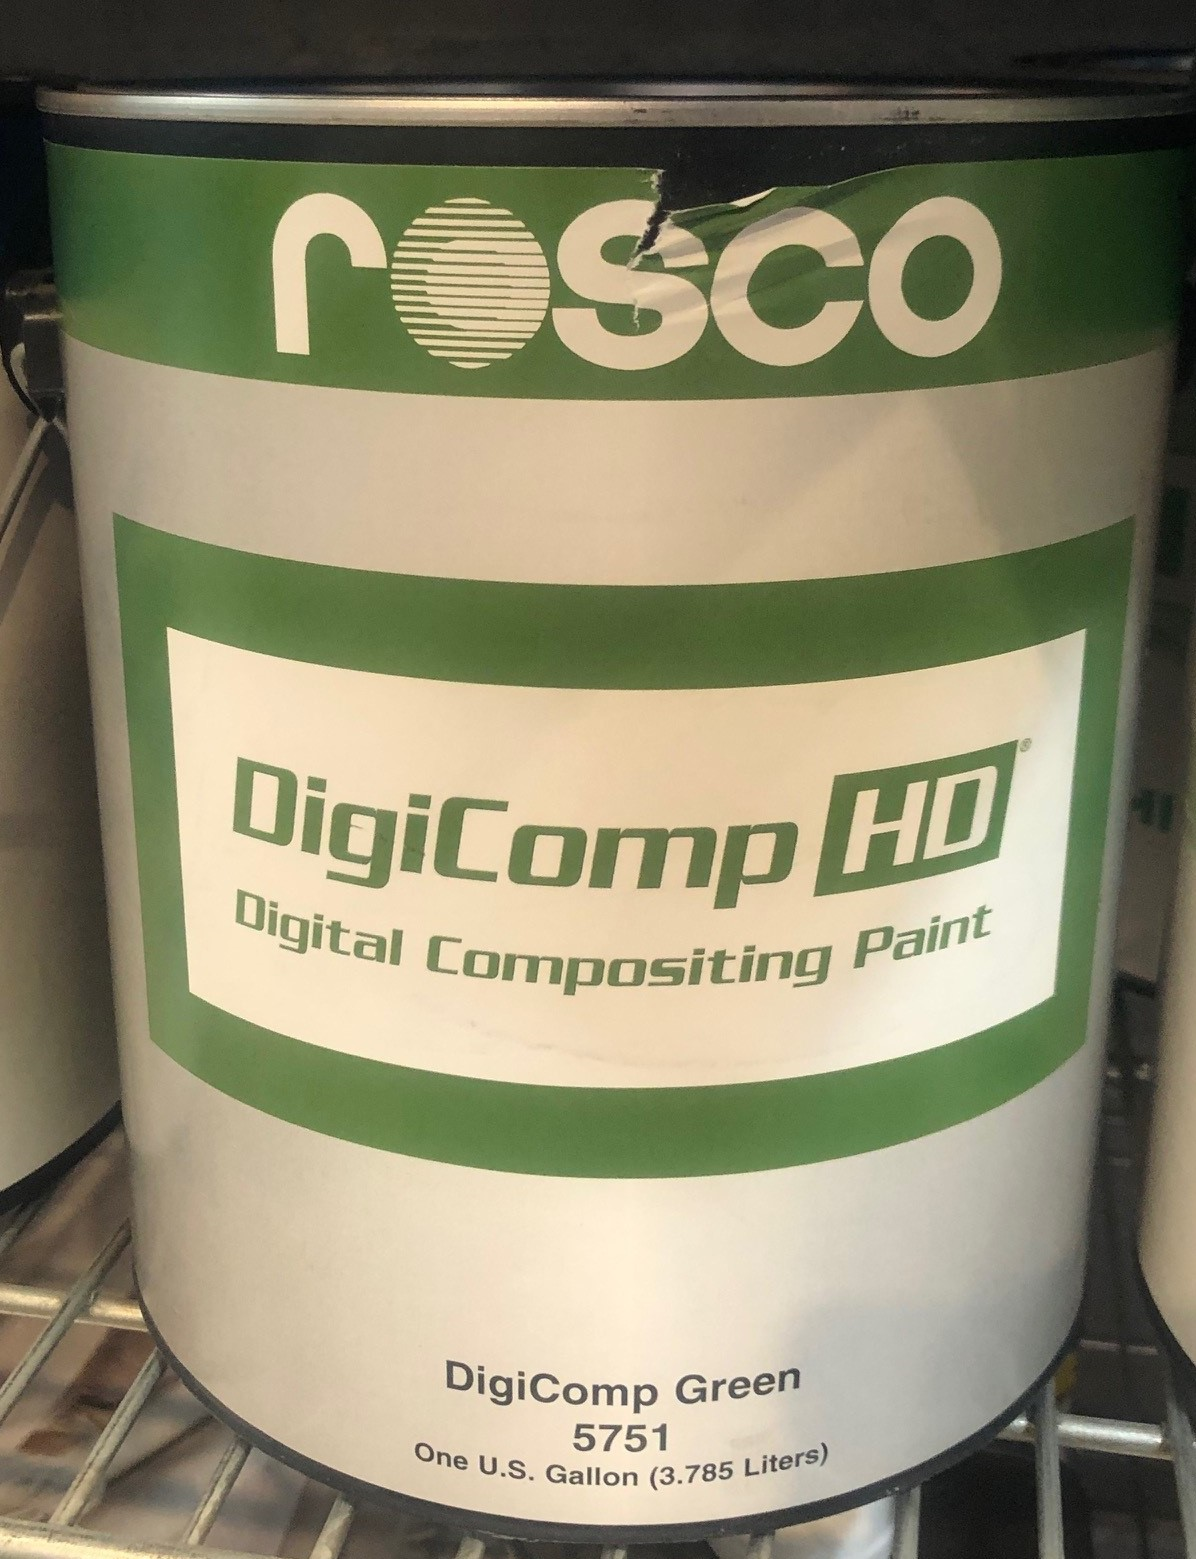 rosco
DigiComp HD®
Digital Compositing Paint
DigiComp Green
5751
One U.S. Gallon (3.785 Liters)